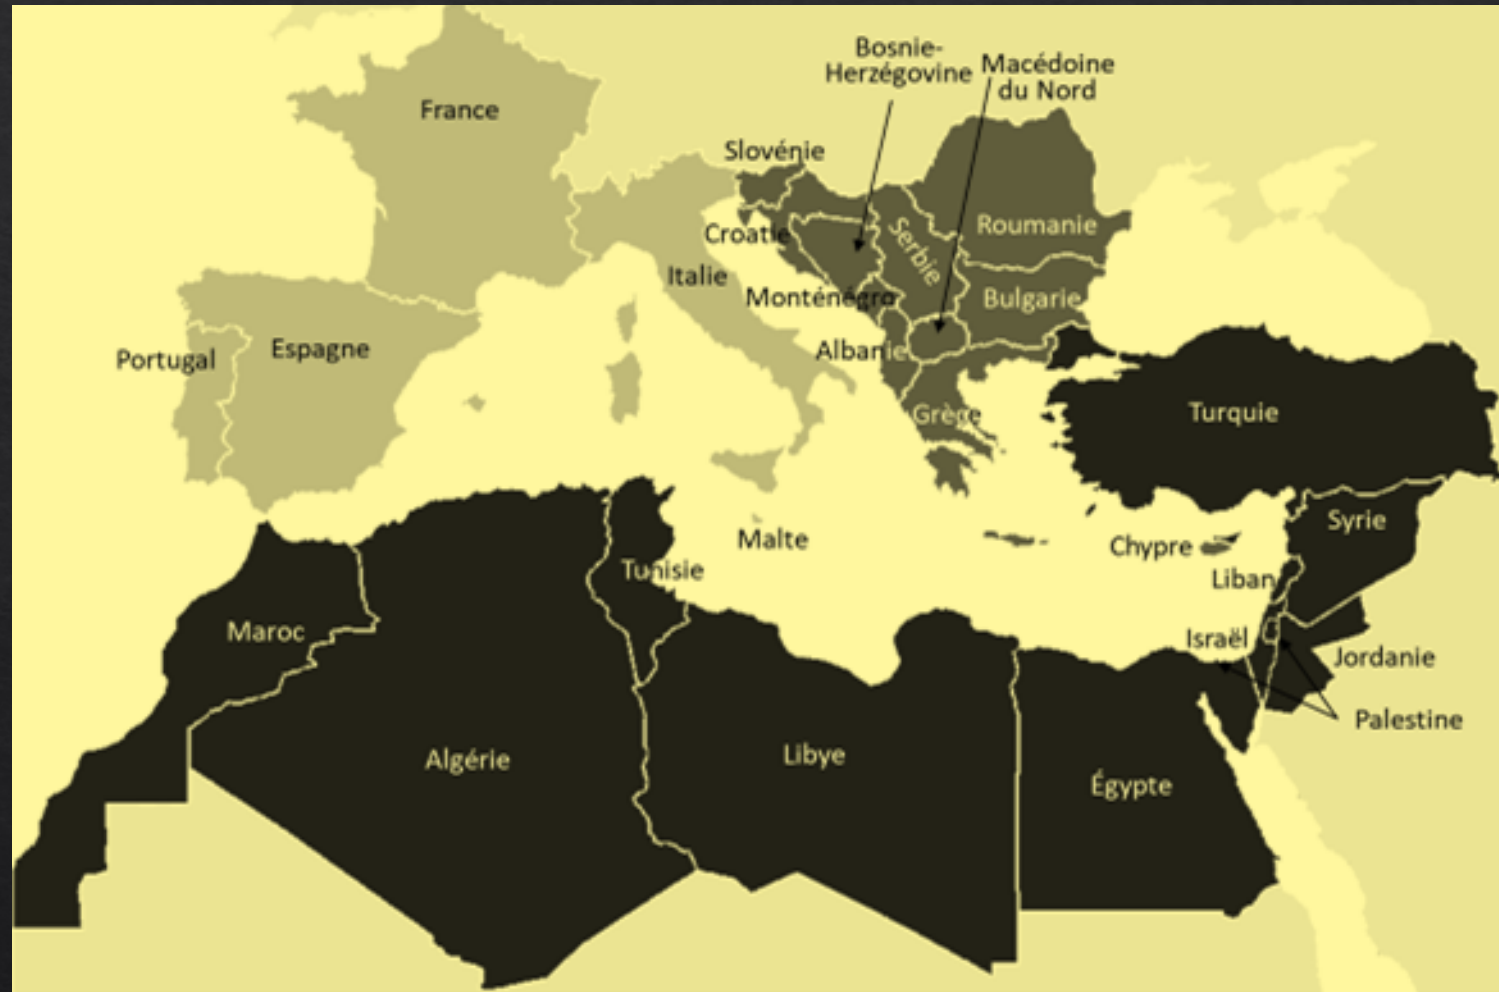 Bosnie-
Herzégovine
Macédoine
du Nord
France
Slovénie
Roumanie
Croatie
Serbie
Italie
Monténégro
Bulgarie
Portugal
Espagne
Albanie
Grèce
Turquie
Syrie
Malte
Chypre
Tunisie
Liban
Maroc
Israël
Jordanie
Palestine
Algérie
Libye
Égypte